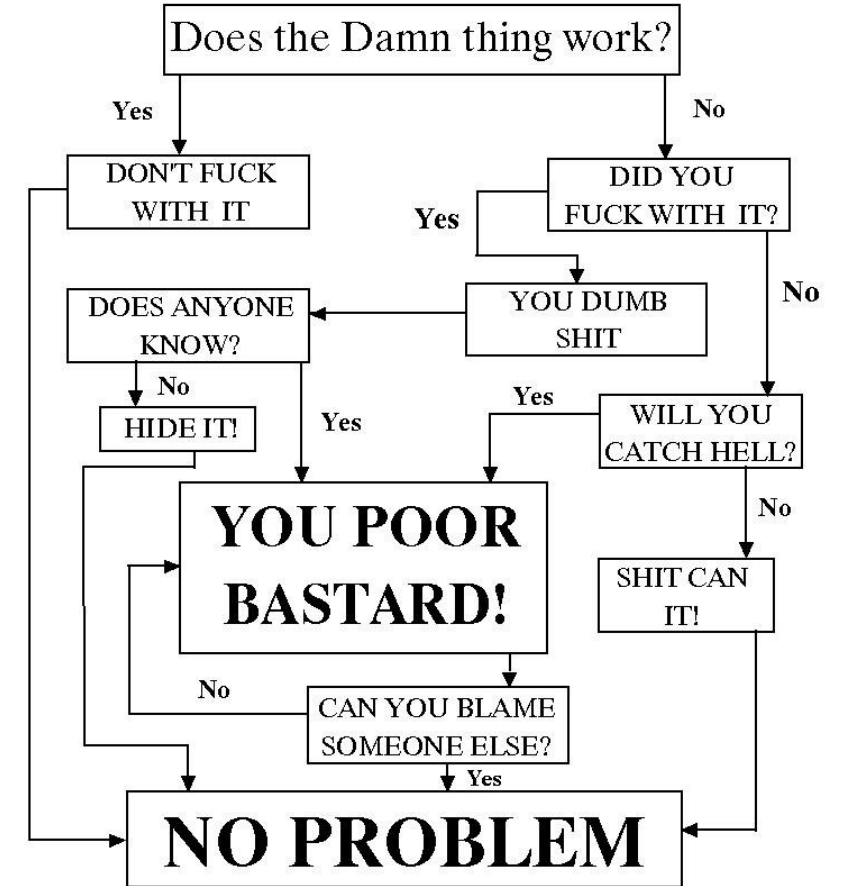 Does the Damn thing work?
Yes
No
DON'T FUCK
WITH IT
DID YOU
FUCK WITH IT?
Yes
No
YOU DUMB
SHIT
DOES ANYONE
KNOW?
No
Yes
HIDE IT!
Yes
WILL YOU
CATCH HELL?
No
YOU POOR
BASTARD!
SHIT CAN
IT!
No
CAN YOU BLAME
SOMEONE ELSE?
Yes
NO PROBLEM